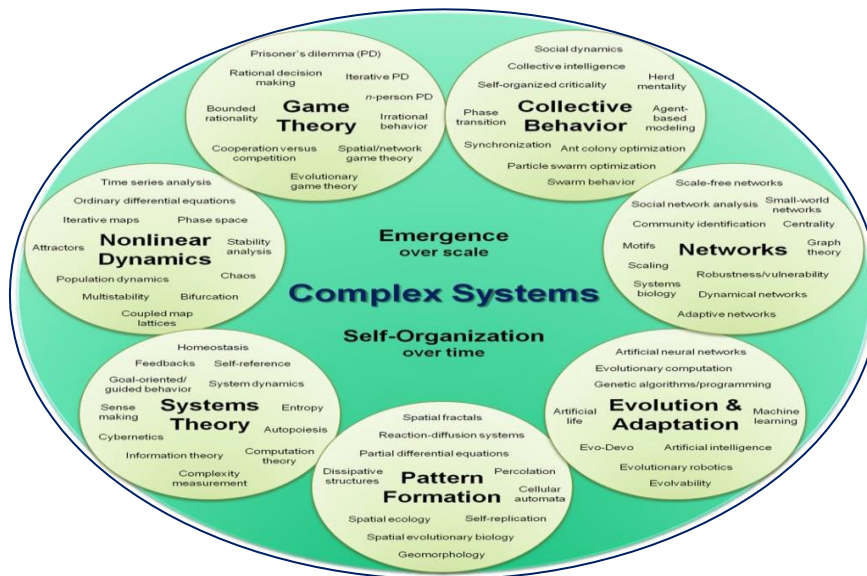 Prisoner's dilemma (PD)
Rational decision
making
Iterative PD
n-person PD
Bounded
rationality
Game
Theory
Irrational
behavior
Cooperation versus
competition
Spatial/network
game theory
Evolutionary
game theory
Social dynamics
Collective intelligence
Self-organized criticality
Herd
mentality
Phase
transition
Collective
Behavior
Agent-
based
modeling
Synchronization
Ant colony optimization
Particle swarm optimization
Swarm behavior
Time series analysis
Ordinary differential equations
Iterative maps
Phase space
Attractors
Nonlinear
Dynamics
Stability
analysis
Population dynamics
Chaos
Multistability
Bifurcation
Coupled map
lattices
Emergence
over scale
Complex Systems
Self-Organization
over time
Scale-free networks
Social network analysis
Small-world
networks
Community identification
Centrality
Motifs
Networks
Graph
theory
Scaling
Robustness/vulnerability
Systems
biology
Dynamical networks
Adaptive networks
Homeostasis
Feedbacks
Self-reference
Goal-oriented/
guided behavior
System dynamics
Sense
making
Systems
Theory
Entropy
Cybernetics
Autopoiesis
Information theory
Computation
theory
Complexity
measurement
Spatial fractals
Reaction-diffusion systems
Partial differential equations
Dissipative
structures
Pattern
Formation
Percolation
Cellular
automata
Spatial ecology
Self-replication
Spatial evolutionary biology
Geomorphology
Artificial neural networks
Evolutionary computation
Genetic algorithms/programming
Artificial
life
Evolution &
Adaptation
Machine
learning
Evo-Devo
Artificial intelligence
Evolutionary robotics
Evolvability